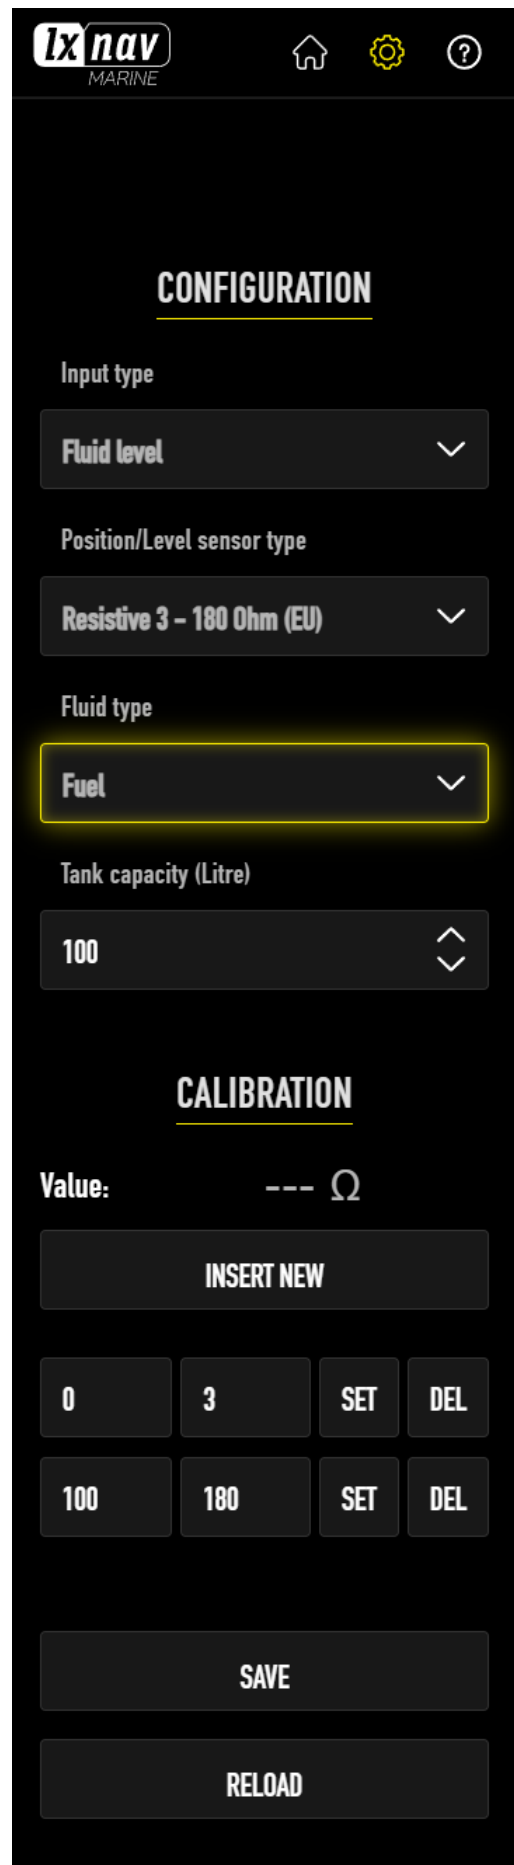 lx nav
MARINE
CONFIGURATION
Input type
Fluid level
Position/Level sensor type
Resistive 3 - 180 Ohm (EU)
Fluid type
Fuel
Tank capacity (Litre)
100
CALIBRATION
Value: --- Ω
INSERT NEW
0 3 SET DEL
100 180 SET DEL
SAVE
RELOAD